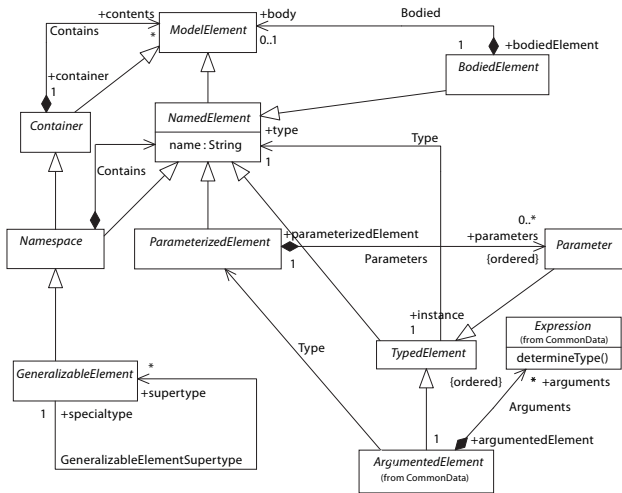 +contents
ModelElement
+body
Bodied
Contains
*
0..1
1
+bodiedElement
+container
1
BodiedElement
Container
NamedElement
+type
name : String
1
Type
Contains
0..*
Namespace
ParameterizedElement
+parameterizedElement
+parameters
Parameter
1
Parameters
{ordered}
+instance
1
Type
Expression
(from CommonData)
TypedElement
determineType()
GeneralizableElement
*
{ordered}
* +arguments
+supertype
1
+specialtype
Arguments
1
+argumentedElement
GeneralizableElementSupertype
ArgumentedElement
(from CommonData)